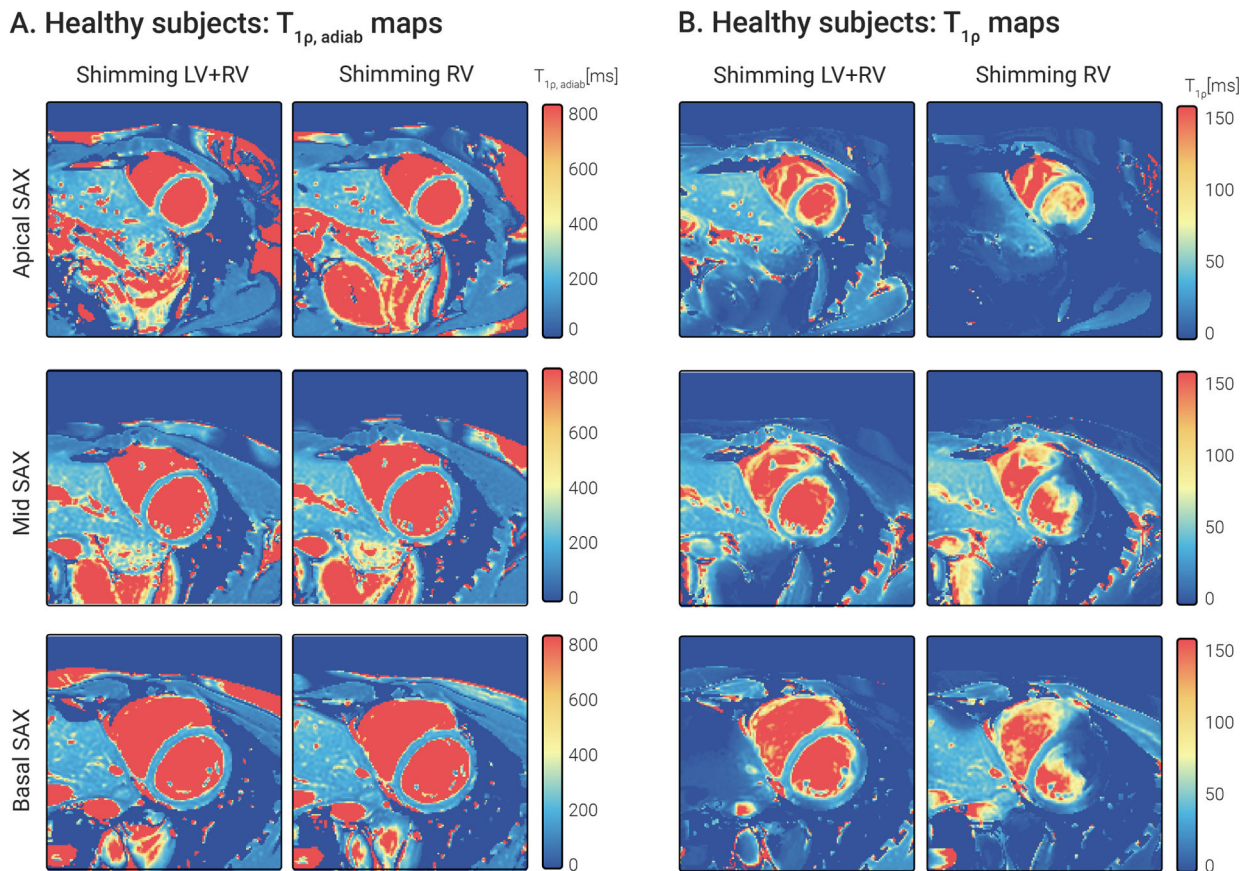 A. Healthy subjects: T1ρ, adiab maps
B. Healthy subjects: T1ρ maps
Shimming LV+RV
Shimming RV
T1ρ, adiab[ms]
Shimming LV+RV
Shimming RV
T1ρ[ms]
Apical SAX
800
600
400
200
0
150
100
50
0
Mid SAX
800
600
400
200
0
150
100
50
0
Basal SAX
800
600
400
200
0
150
100
50
0